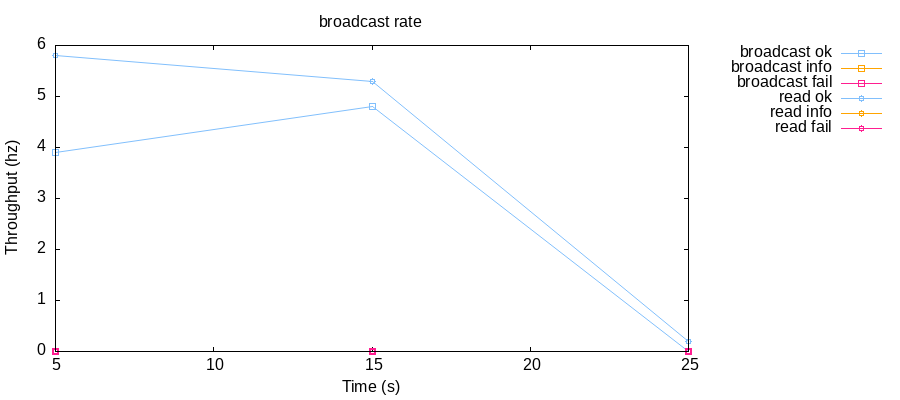 broadcast rate
6
5
4
3
2
1
0
Throughput (hz)
5
10
15
20
25
Time (s)
broadcast ok
broadcast info
broadcast fail
read ok
read info
read fail